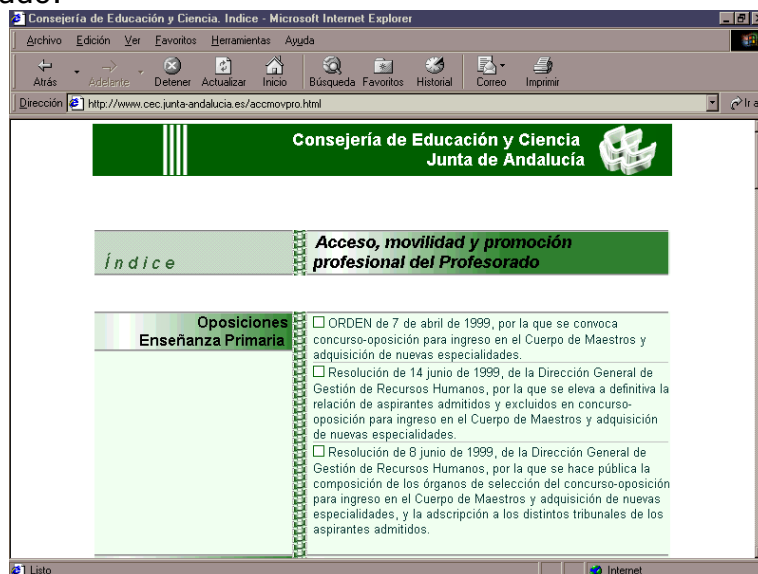 Consejería de Educación y Ciencia. Indice - Microsoft Internet Explorer
Archivo Edición Ver Favoritos Herramientas Ayuda
Atrás Adelante Detener Actualizar Inicio Búsqueda Favoritos Historial Correo Imprimir
Dirección http://www.cec.junta-andalucia.es/accmovpro.html Ir a
Consejería de Educación y Ciencia
Junta de Andalucía
Índice
Acceso, movilidad y promoción
profesional del Profesorado
Oposiciones
Enseñanza Primaria
ORDEN de 7 de abril de 1999, por la que se convoca
concurso-oposición para ingreso en el Cuerpo de Maestros y
adquisición de nuevas especialidades.
Resolución de 14 junio de 1999, de la Dirección General de
Gestión de Recursos Humanos, por la que se eleva a definitiva la
relación de aspirantes admitidos y excluidos en concurso-
oposición para ingreso en el Cuerpo de Maestros y adquisición
de nuevas especialidades.
Resolución de 8 junio de 1999, de la Dirección General de
Gestión de Recursos Humanos, por la que se hace pública la
composición de los órganos de selección del concurso-oposición
para ingreso en el Cuerpo de Maestros y adquisición de nuevas
especialidades, y la adscripción a los distintos tribunales de los
aspirantes admitidos.
Listo Internet